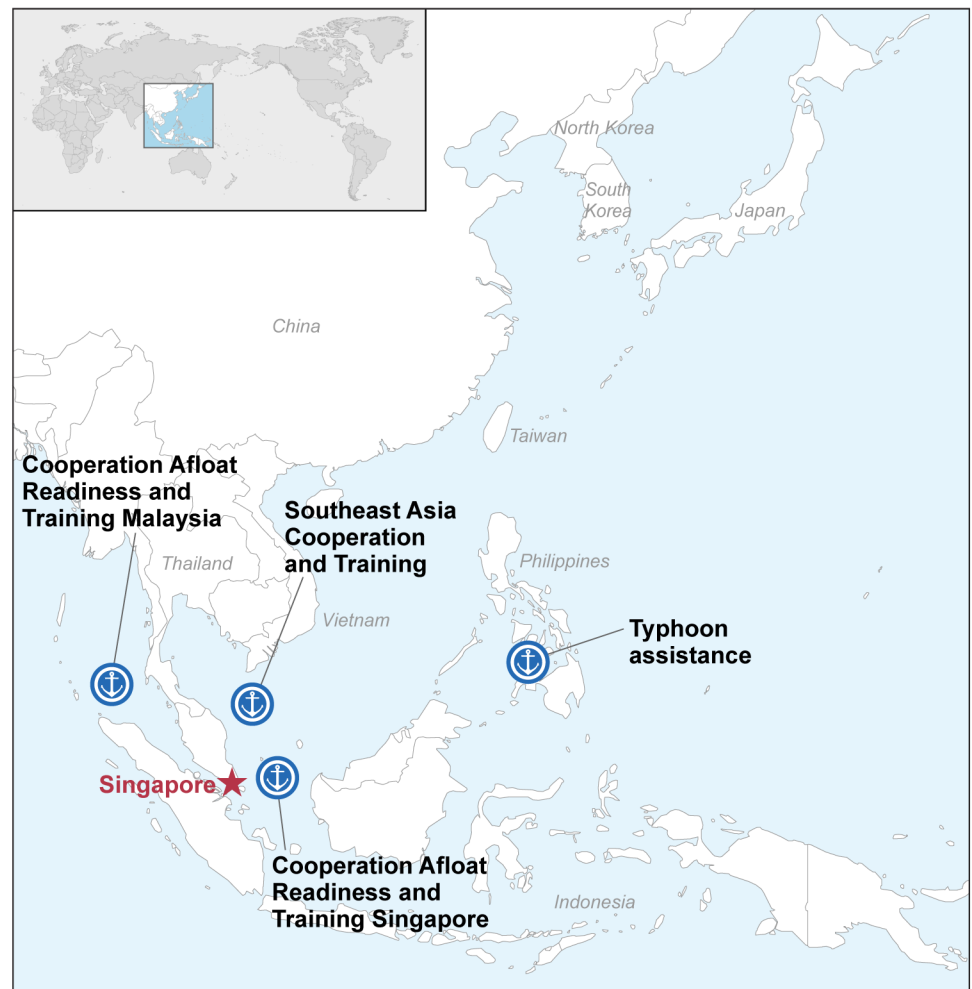 North Korea
South
Korea
Japan
China
Taiwan
Cooperation Afloat
Readiness and
Training Malaysia
Southeast Asia
Cooperation
and Training
Thailand
Philippines
Vietnam
Typhoon
assistance
Singapore
Cooperation Afloat
Readiness and
Training Singapore
Indonesia